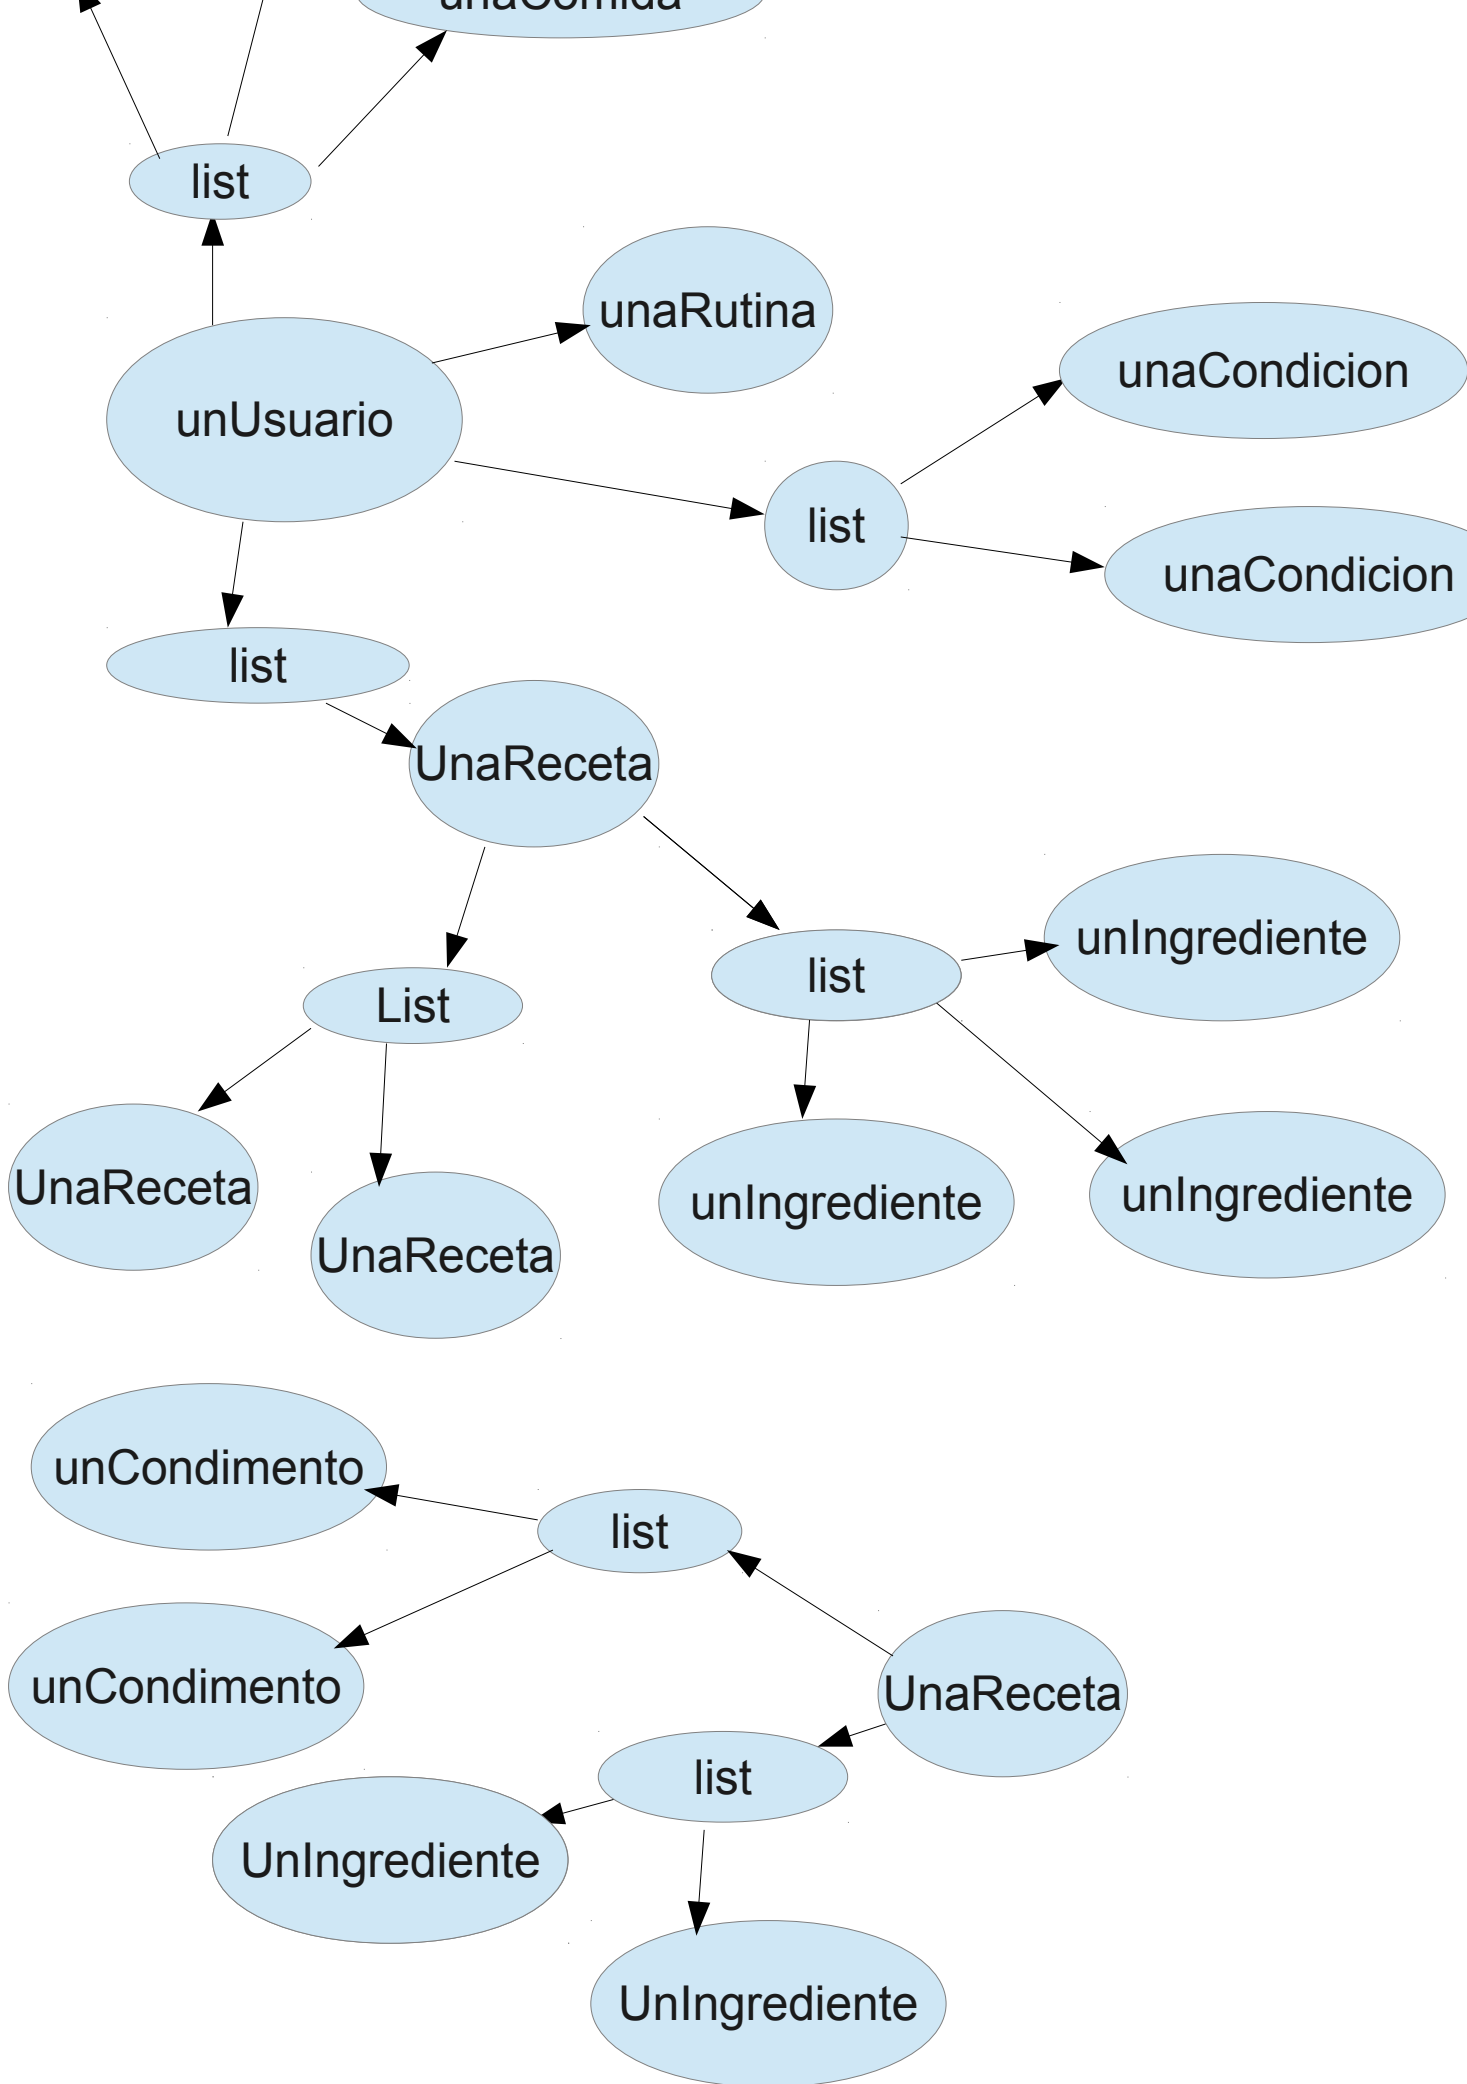 unaComida
list
unaRutina
unaCondicion
unUsuario
list
unaCondicion
list
UnaReceta
unIngrediente
list
List
UnaReceta
unIngrediente
unIngrediente
UnaReceta
unCondimento
list
unCondimento
UnaReceta
list
UnIngrediente
UnIngrediente